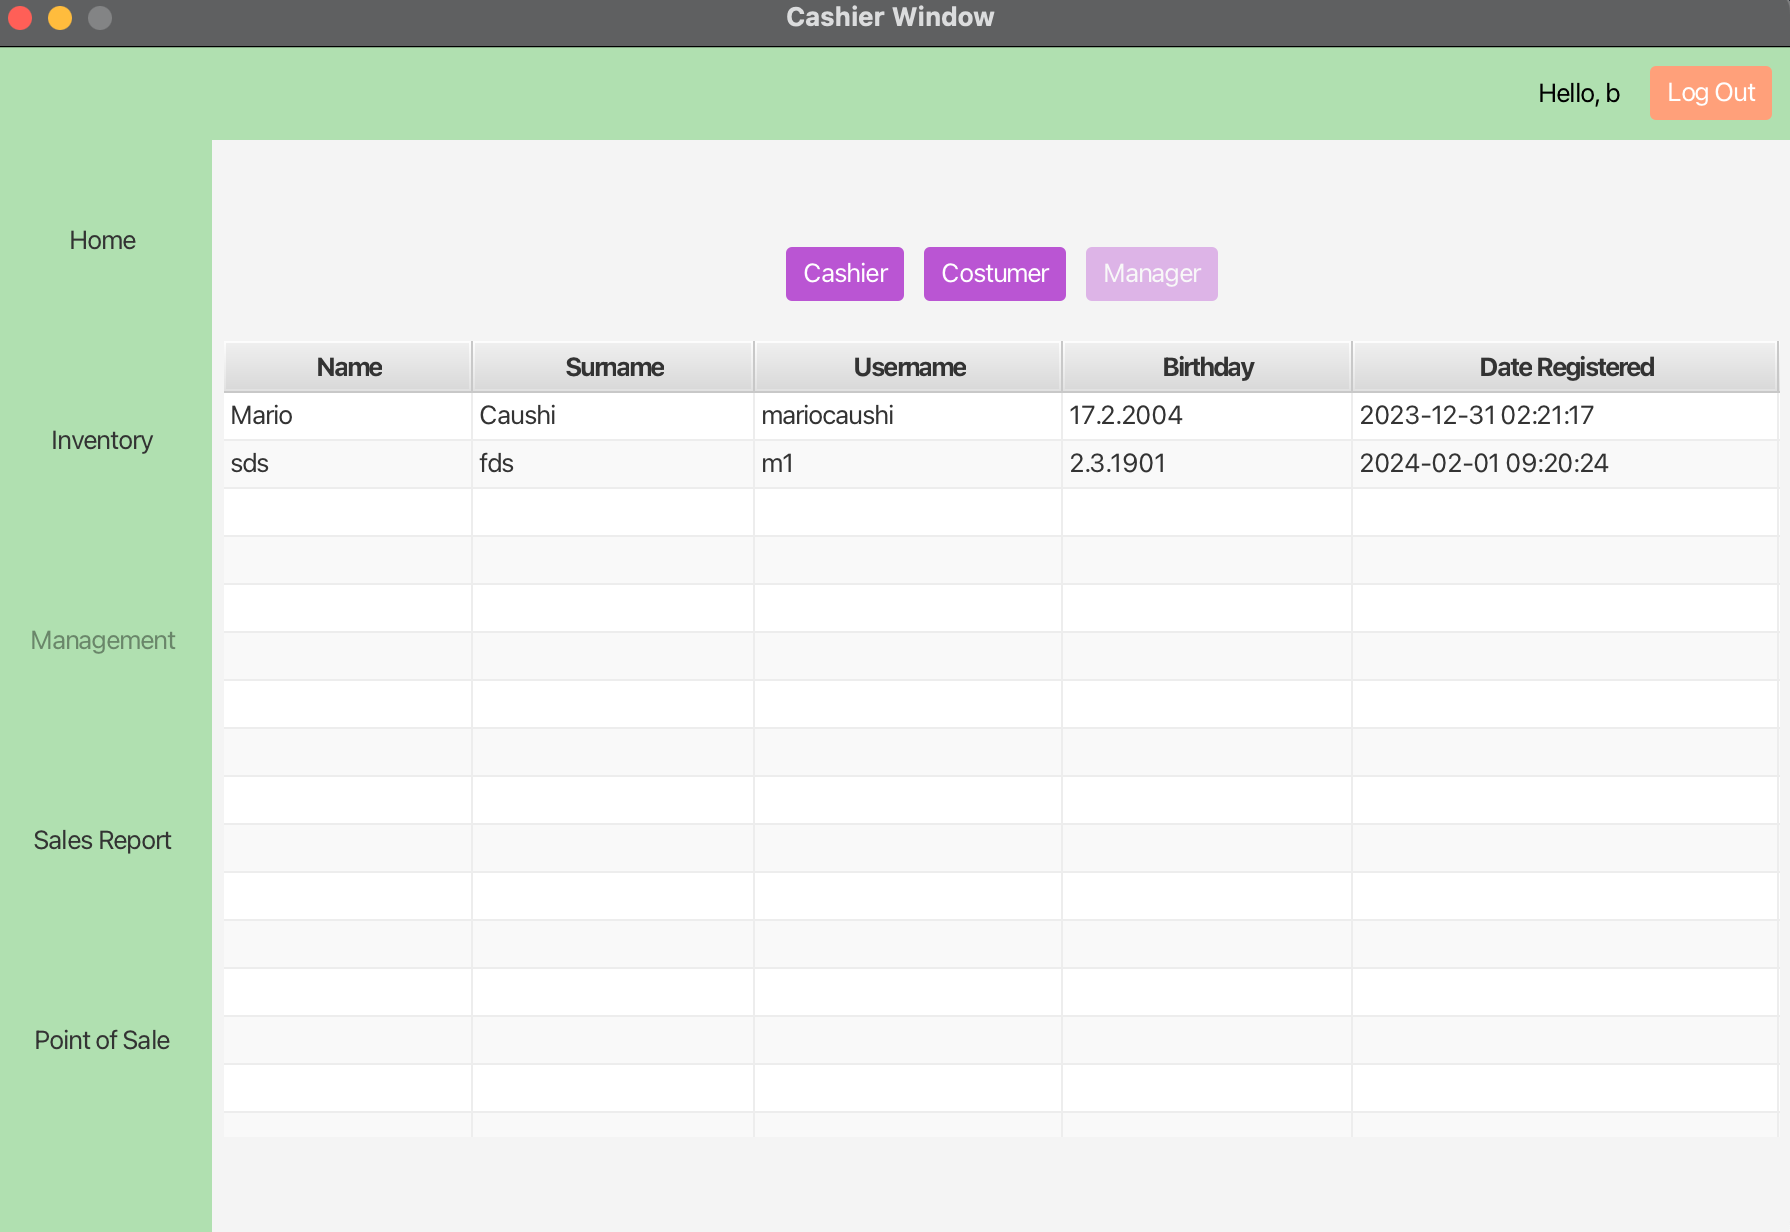 Cashier Window
Hello, b Log Out
Home
Inventory
Management
Sales Report
Point of Sale
Cashier Costumer Manager
Name Surname Username Birthday Date Registered
Mario Caushi mariocaushi 17.2.2004 2023-12-31 02:21:17
sds fds m1 2.3.1901 2024-02-01 09:20:24